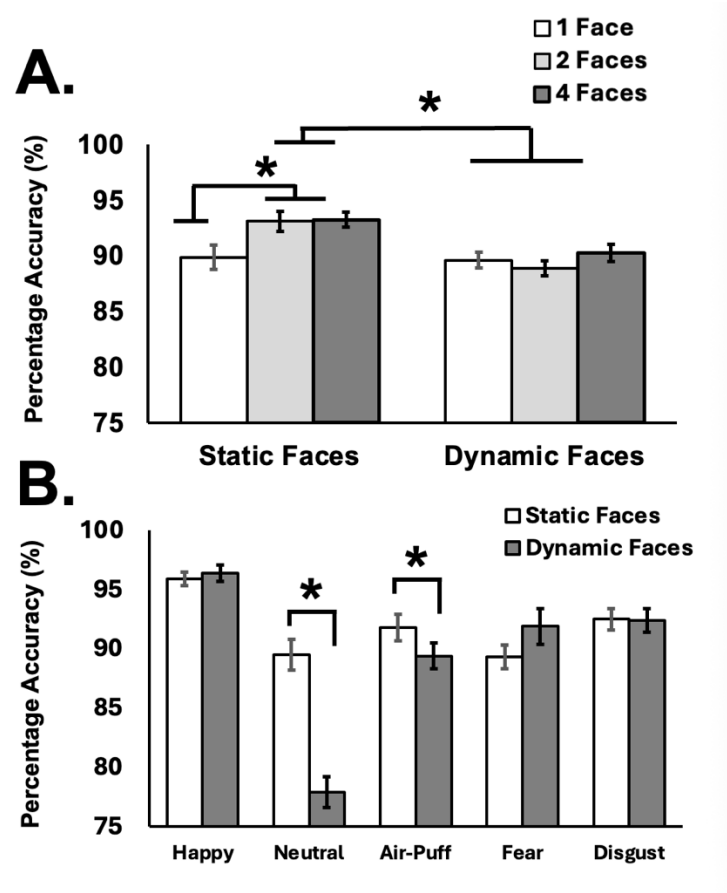 1 Face
2 Faces
4 Faces
A.
*
*
Percentage Accuracy (%)
100
95
90
85
80
75
Static Faces Dynamic Faces
B.
Static Faces
Dynamic Faces
*
*
Percentage Accuracy (%)
100
95
90
85
80
75
Happy Neutral Air-Puff Fear Disgust